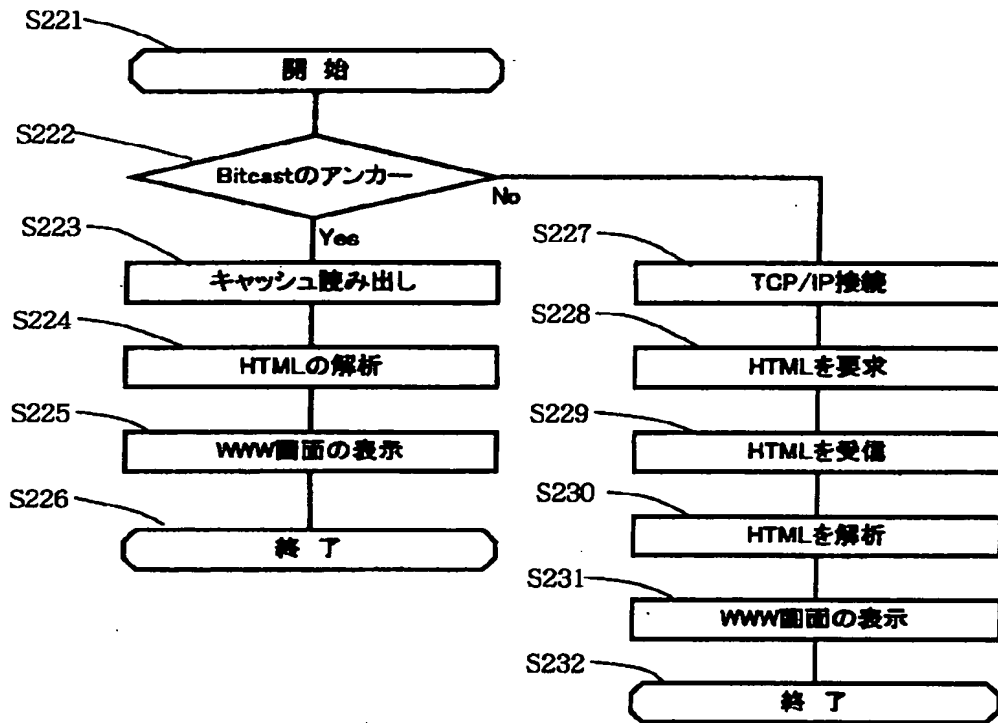 S221
開始
S222
Bitcastのアンカー
No
Yes
S223
キャッシュ読み出し
S224
HTMLの解析
S225
WWW画面の表示
S226
終了
S227
TCP/IP接続
S228
HTMLを要求
S229
HTMLを受信
S230
HTMLを解析
S231
WWW画面の表示
S232
終了